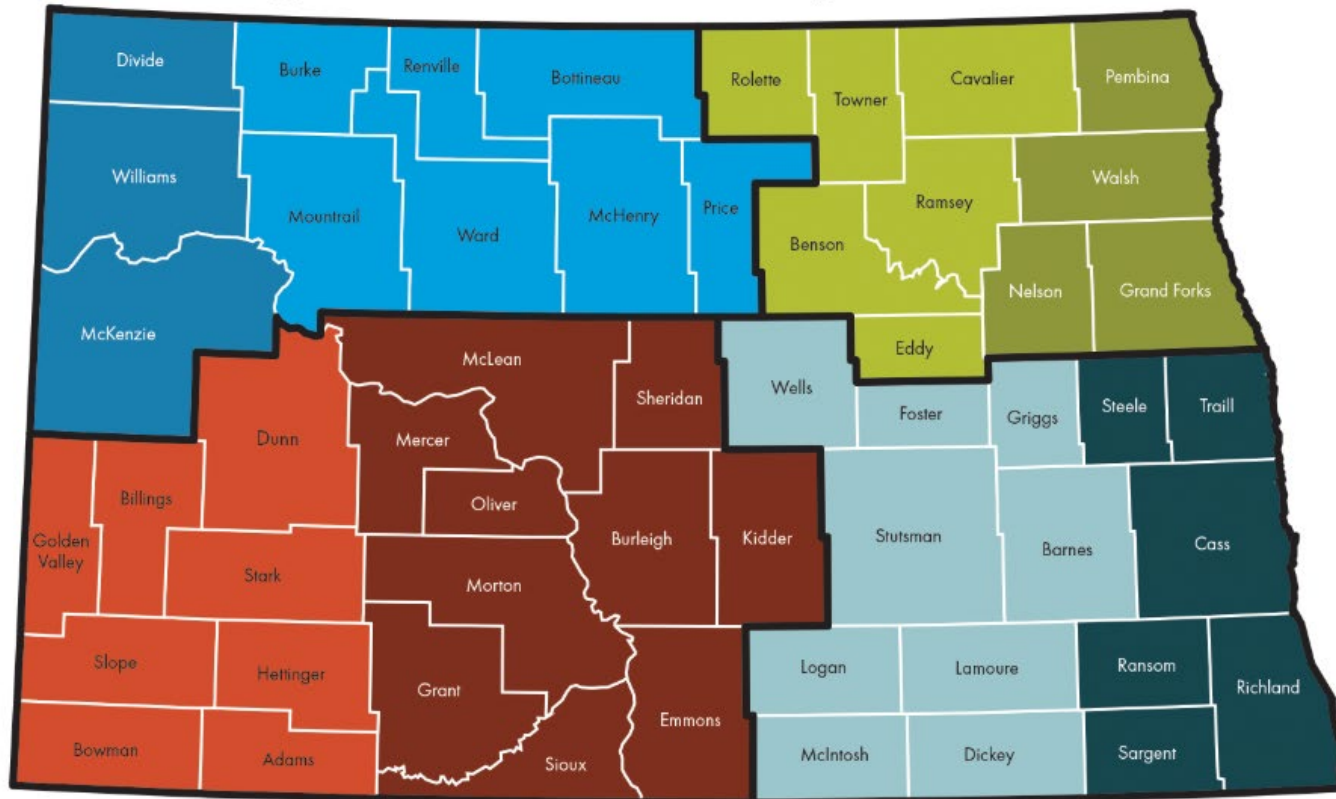 Divide
Burke
Renville
Bottineau
Rolette
Towner
Cavalier
Pembina
Williams
Mountrail
Ward
McHenry
Price
Benson
Ramsey
Walsh
Nelson
Grand Forks
McKenzie
Eddy
McLean
Sheridan
Wells
Foster
Griggs
Steele
Traill
Dunn
Mercer
Oliver
Billings
Golden
Valley
Stark
Burleigh
Kidder
Stutsman
Barnes
Cass
Morton
Slope
Hettinger
Grant
Emmons
Logan
Lamoure
Ransom
Richland
Bowman
Adams
Sioux
McIntosh
Dickey
Sargent